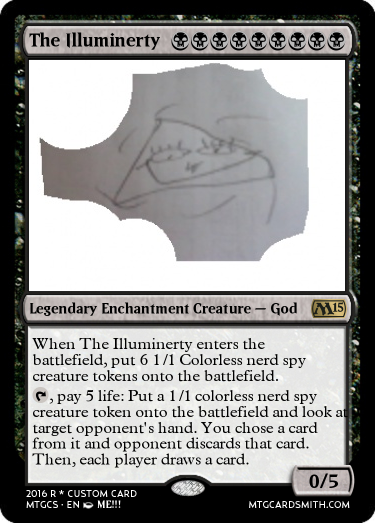 The Illuminerty
Legendary Enchantment Creature — God
M15
When The Illuminerty enters the
battlefield, put 6 1/1 Colorless nerd spy
creature tokens onto the battlefield.
, pay 5 life: Put a 1/1 colorless nerd spy
creature token onto the battlefield and look at
target opponent's hand. You chose a card
from it and opponent discards that card.
Then, each player draws a card.
0/5
2016 R * CUSTOM CARD
MTGCS · EN ME!!!
MTGCARDSMITH.COM